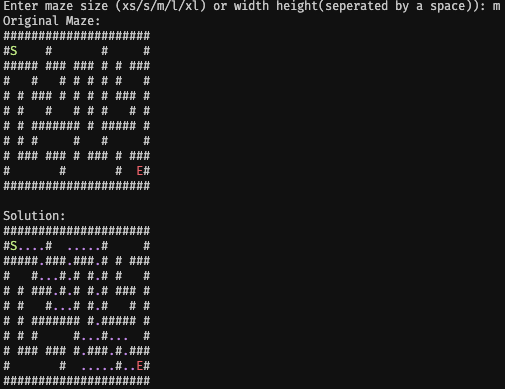 Enter maze size (xs/s/m/l/xl) or width height(seperated by a space)): m
Original Maze:
#####################
#S    #       #     #
##### ### ### # # ###
#   #   # # # # #   #
# # ### # # # # ### #
# #   #   # # #   # #
# # ####### # ##### #
# # #     #   #     #
# ### ### # ### # ###
#       #       #  E#
#####################

Solution:
#####################
#S....#  .....#     #
#####.###.###.# # ###
#   #...#.# #.# #   #
# # ###.#.# #.# ### #
# #   #...# #.#   # #
# # ####### #.##### #
# # #     #...#...  #
# ### ### #.###.#.###
#       #  .....#..E#
#####################